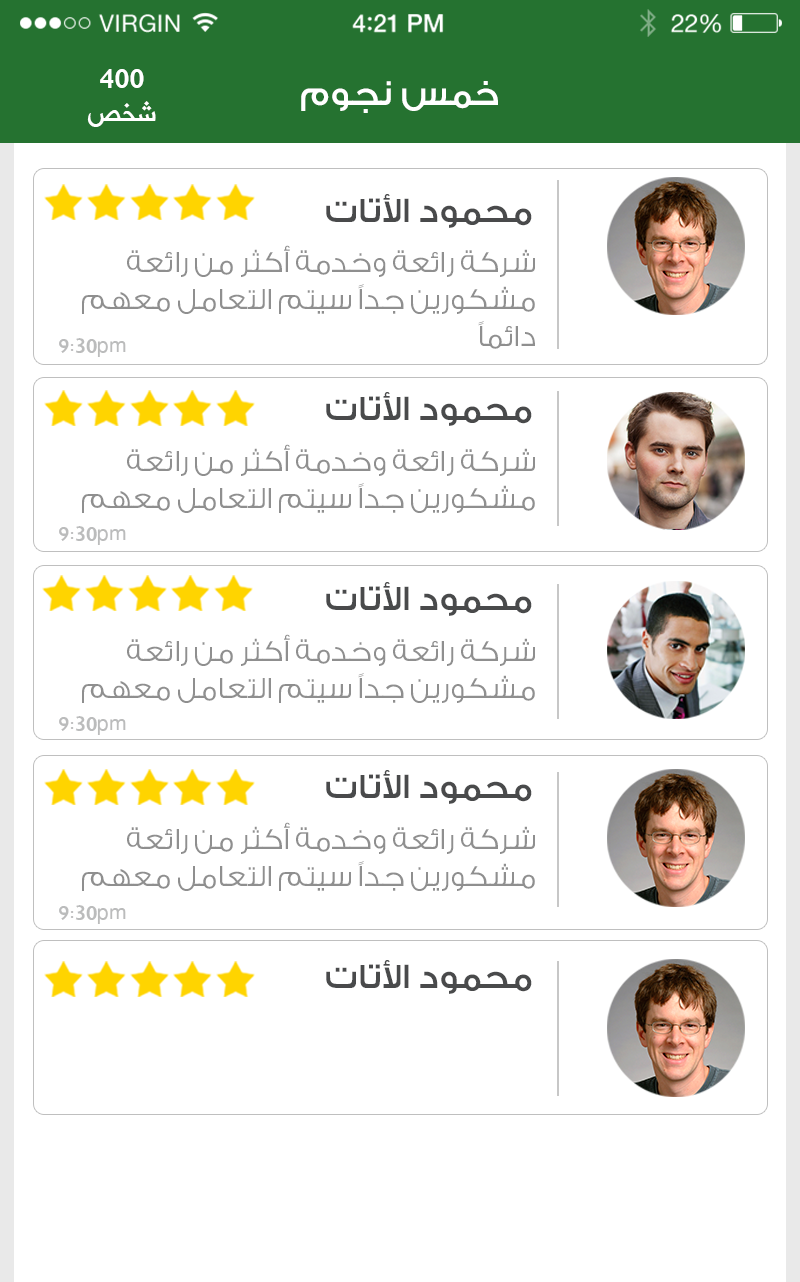 VIRGIN 4:21 PM 22%
خمس نجوم
400
شخص
محمود الأتات
شركة رائعة وخدمة أكثر من رائعة
مشكورين جداً سيتم التعامل معهم
دائماً
9:30pm
محمود الأتات
شركة رائعة وخدمة أكثر من رائعة
مشكورين جداً سيتم التعامل معهم
9:30pm
محمود الأتات
شركة رائعة وخدمة أكثر من رائعة
مشكورين جداً سيتم التعامل معهم
9:30pm
محمود الأتات
شركة رائعة وخدمة أكثر من رائعة
مشكورين جداً سيتم التعامل معهم
9:30pm
محمود الأتات